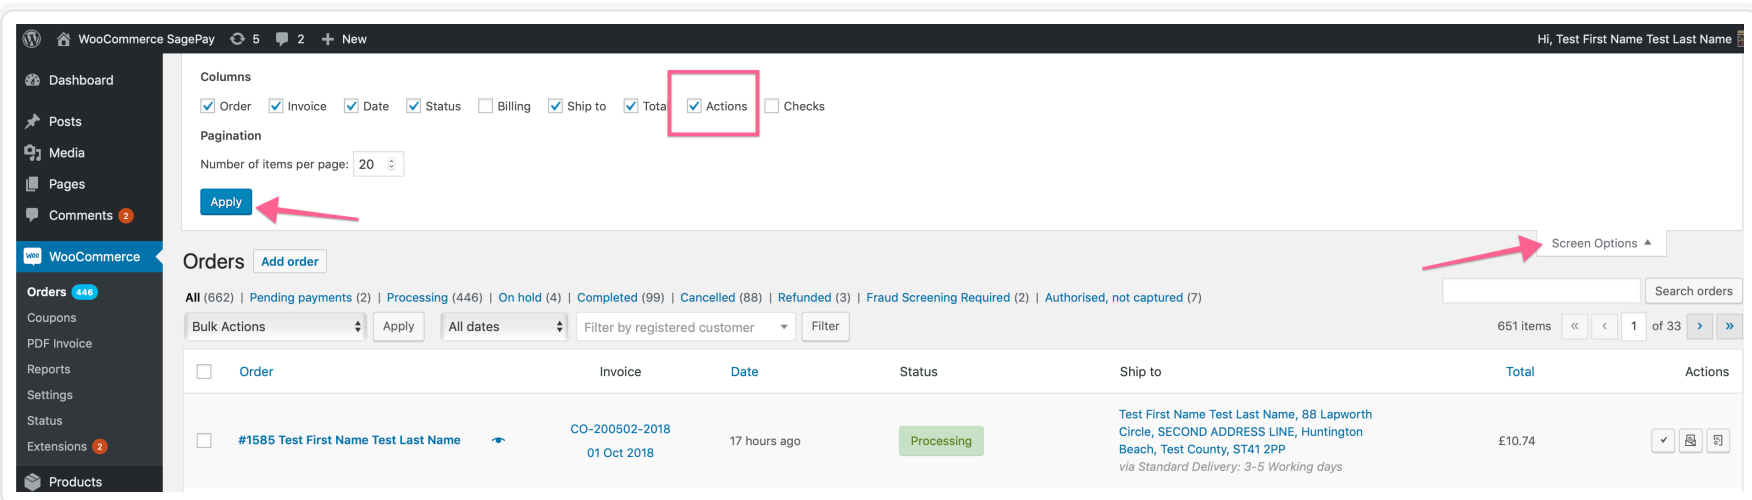 WooCommerce SagePay 5 2 New
Hi, Test First Name Test Last Name
Dashboard
Posts
Media
Pages
Comments 2
WooCommerce
Orders 446
Coupons
PDF Invoice
Reports
Settings
Status
Extensions 2
Products
Columns
Order Invoice Date Status Billing Ship to Total Actions Checks
Pagination
Number of items per page: 20
Apply
Screen Options
Orders Add order
All (662) | Pending payments (2) | Processing (446) | On hold (4) | Completed (99) | Cancelled (88) | Refunded (3) | Fraud Screening Required (2) | Authorised, not captured (7)
Search orders
Bulk Actions Apply All dates Filter by registered customer Filter
651 items « ‹ 1 of 33 › »
Order Invoice Date Status Ship to Total Actions
#1585 Test First Name Test Last Name
CO-200502-2018
01 Oct 2018
17 hours ago
Processing
Test First Name Test Last Name, 88 Lapworth
Circle, SECOND ADDRESS LINE, Huntington
Beach, Test County, ST41 2PP
via Standard Delivery: 3-5 Working days
£10.74